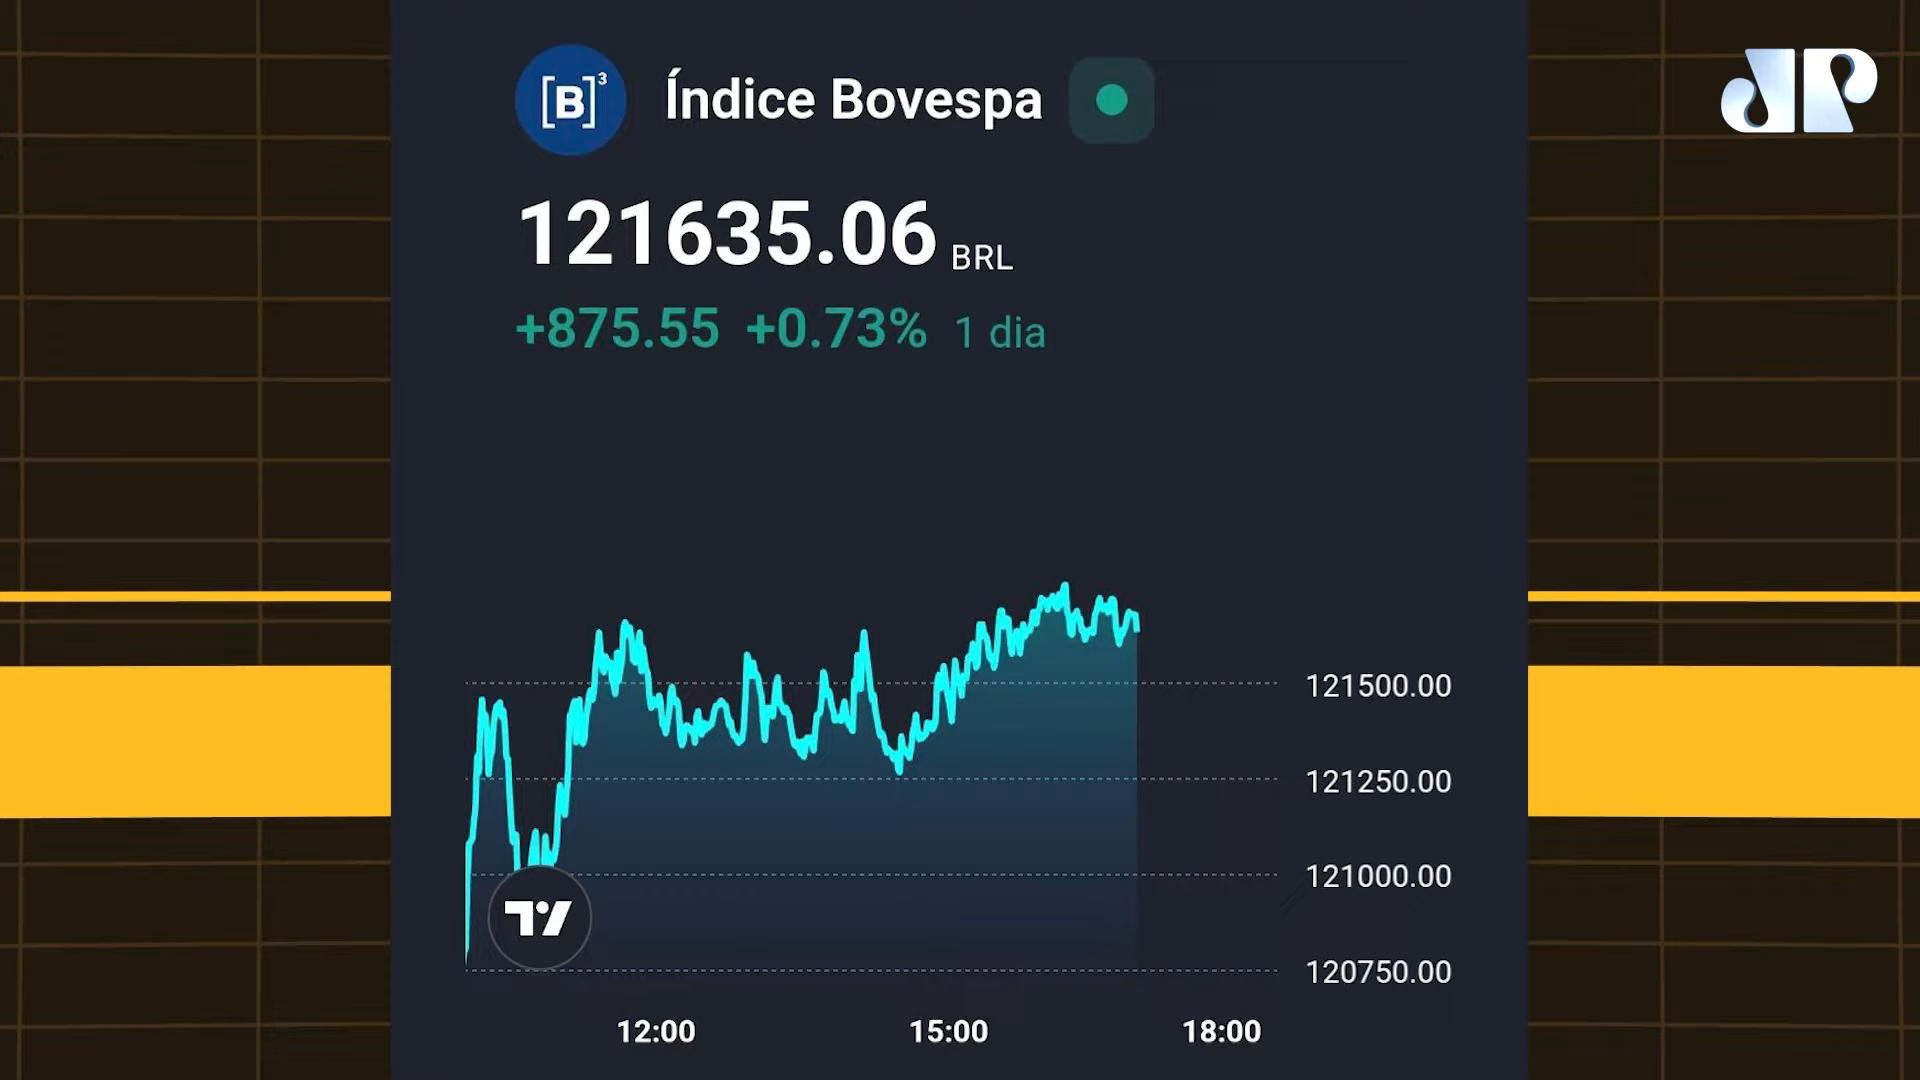 [B]³ Índice Bovespa
JP
121635.06 BRL
+875.55 +0.73% 1 dia
121500.00
121250.00
121000.00
120750.00
12:00 15:00 18:00